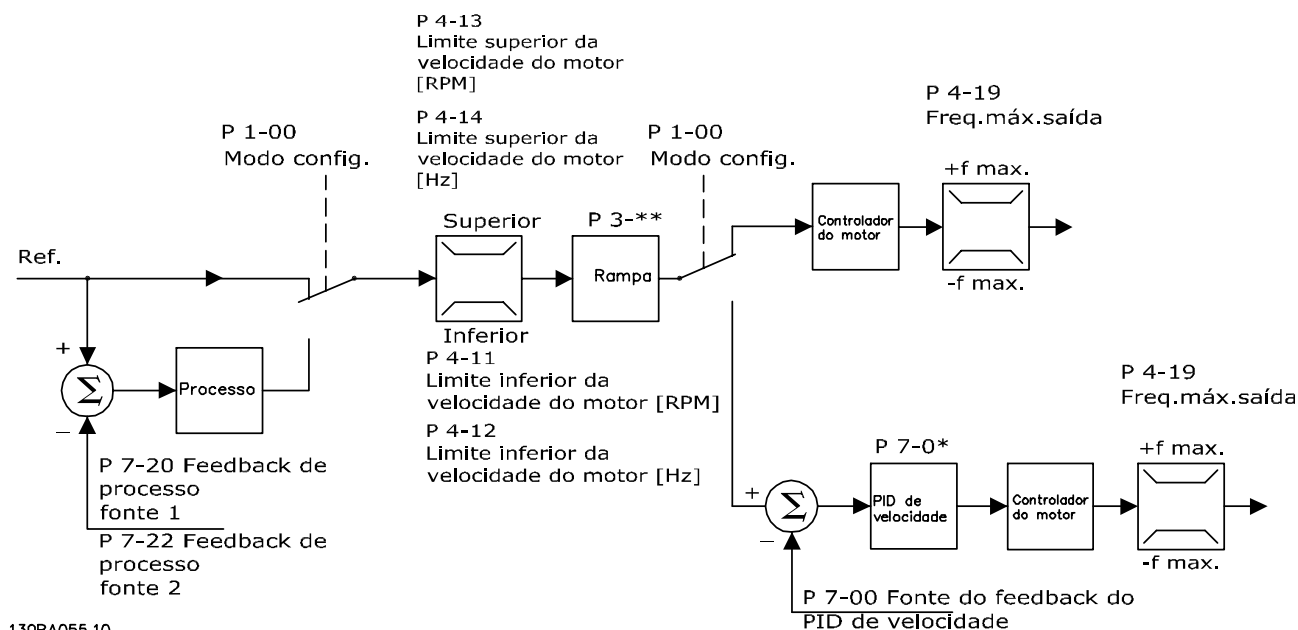 P 4-13
Limite superior da
velocidade do motor
[RPM]
P 4-14
Limite superior da
velocidade do motor
[Hz]
P 1-00
Modo config.
P 1-00
Modo config.
P 4-19
Freq.máx.saída
+f max.
Superior
P 3-**
Controlador
do motor
Ref.
Rampa
-f max.
Inferior
+
Σ
Processo
_
P 4-11
Limite inferior da
velocidade do motor [RPM]
P 4-12
Limite inferior da
velocidade do motor [Hz]
P 4-19
Freq.máx.saída
P 7-20 Feedback de
processo
fonte 1
P 7-22 Feedback de
processo
fonte 2
P 7-0*
+f max.
+
Σ
_
PID de
velocidade
Controlador
do motor
-f max.
P 7-00 Fonte do feedback do
PID de velocidade
130BA055.10